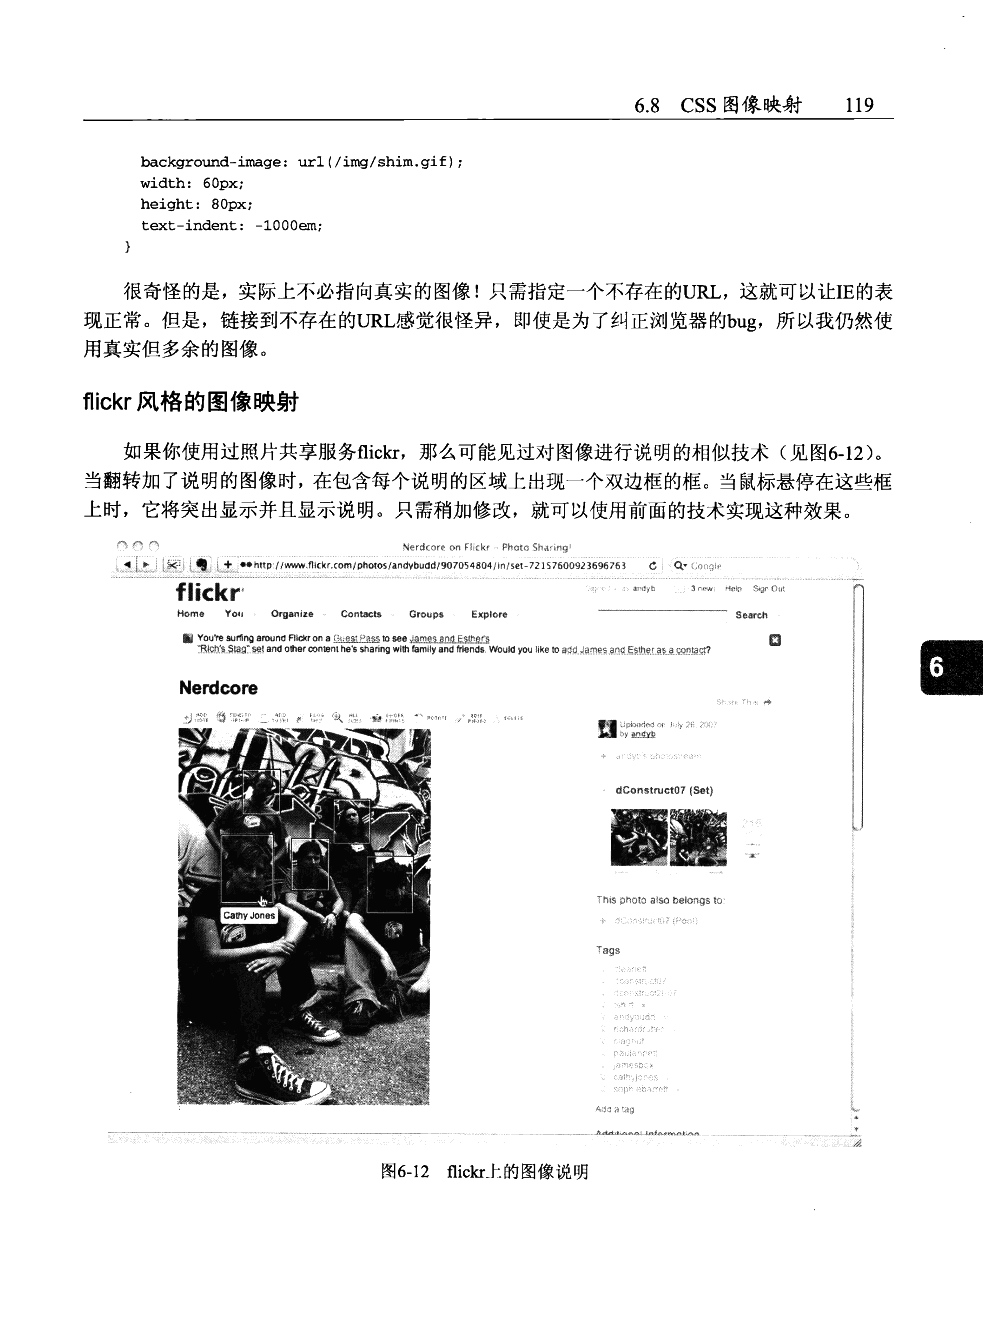 6.8 CSS 图像映射 119
background-image: url(/img/shim.gif);
width: 60px;
height: 80px;
text-indent: -1000em;
}
很奇怪的是，实际上不必指向真实的图像！只需指定一个不存在的URL，这就可以让IE的表
现正常。但是，链接到不存在的URL感觉很怪异，即使是为了纠正浏览器的bug，所以我仍然使
用真实但多余的图像。
flickr 风格的图像映射
如果你使用过照片共享服务flickr，那么可能见过对图像进行说明的相似技术（见图6-12）。
当翻转加了说明的图像时，在包含每个说明的区域上出现一个双边框的框。当鼠标悬停在这些框
上时，它将突出显示并且显示说明。只需稍加修改，就可以使用前面的技术实现这种效果。
Nerdcore on Flickr - Photo Sharing!
http://www.flickr.com/photos/andybudd/907054804/in/set-72157600923696763 Google
flickr
andyb 3 new Help Sign Out
Home You Organize Contacts Groups Explore Search
You're surfing around Flickr on a Guest Pass to see James and Esther's
"Rich's Stag" set and other content he's sharing with family and friends. Would you like to add James and Esther as a contact?
6
Nerdcore
Share This
Uploaded on July 26, 2007
by andyb
andyb's photostream
dConstruct07 (Set)
This photo also belongs to:
dConstruct07 (Pool)
Cathy Jones
Tags
andybudd
cathyjones
Add a tag
Additional Information
图6-12 flickr上的图像说明